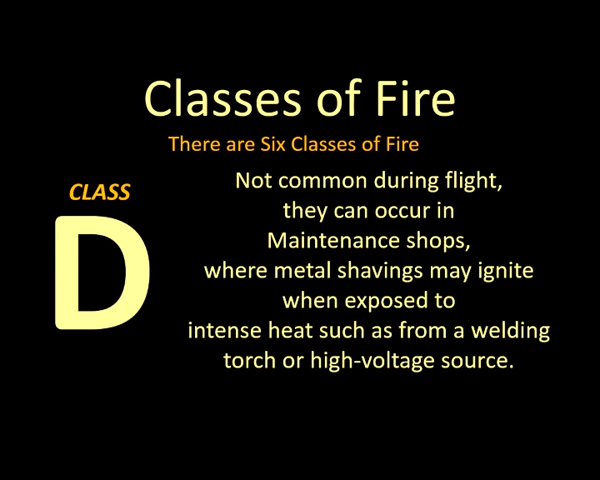 Classes of Fire
There are Six Classes of Fire
CLASS
D
Not common during flight,
they can occur in
Maintenance shops,
where metal shavings may ignite
when exposed to
intense heat such as from a welding
torch or high-voltage source.